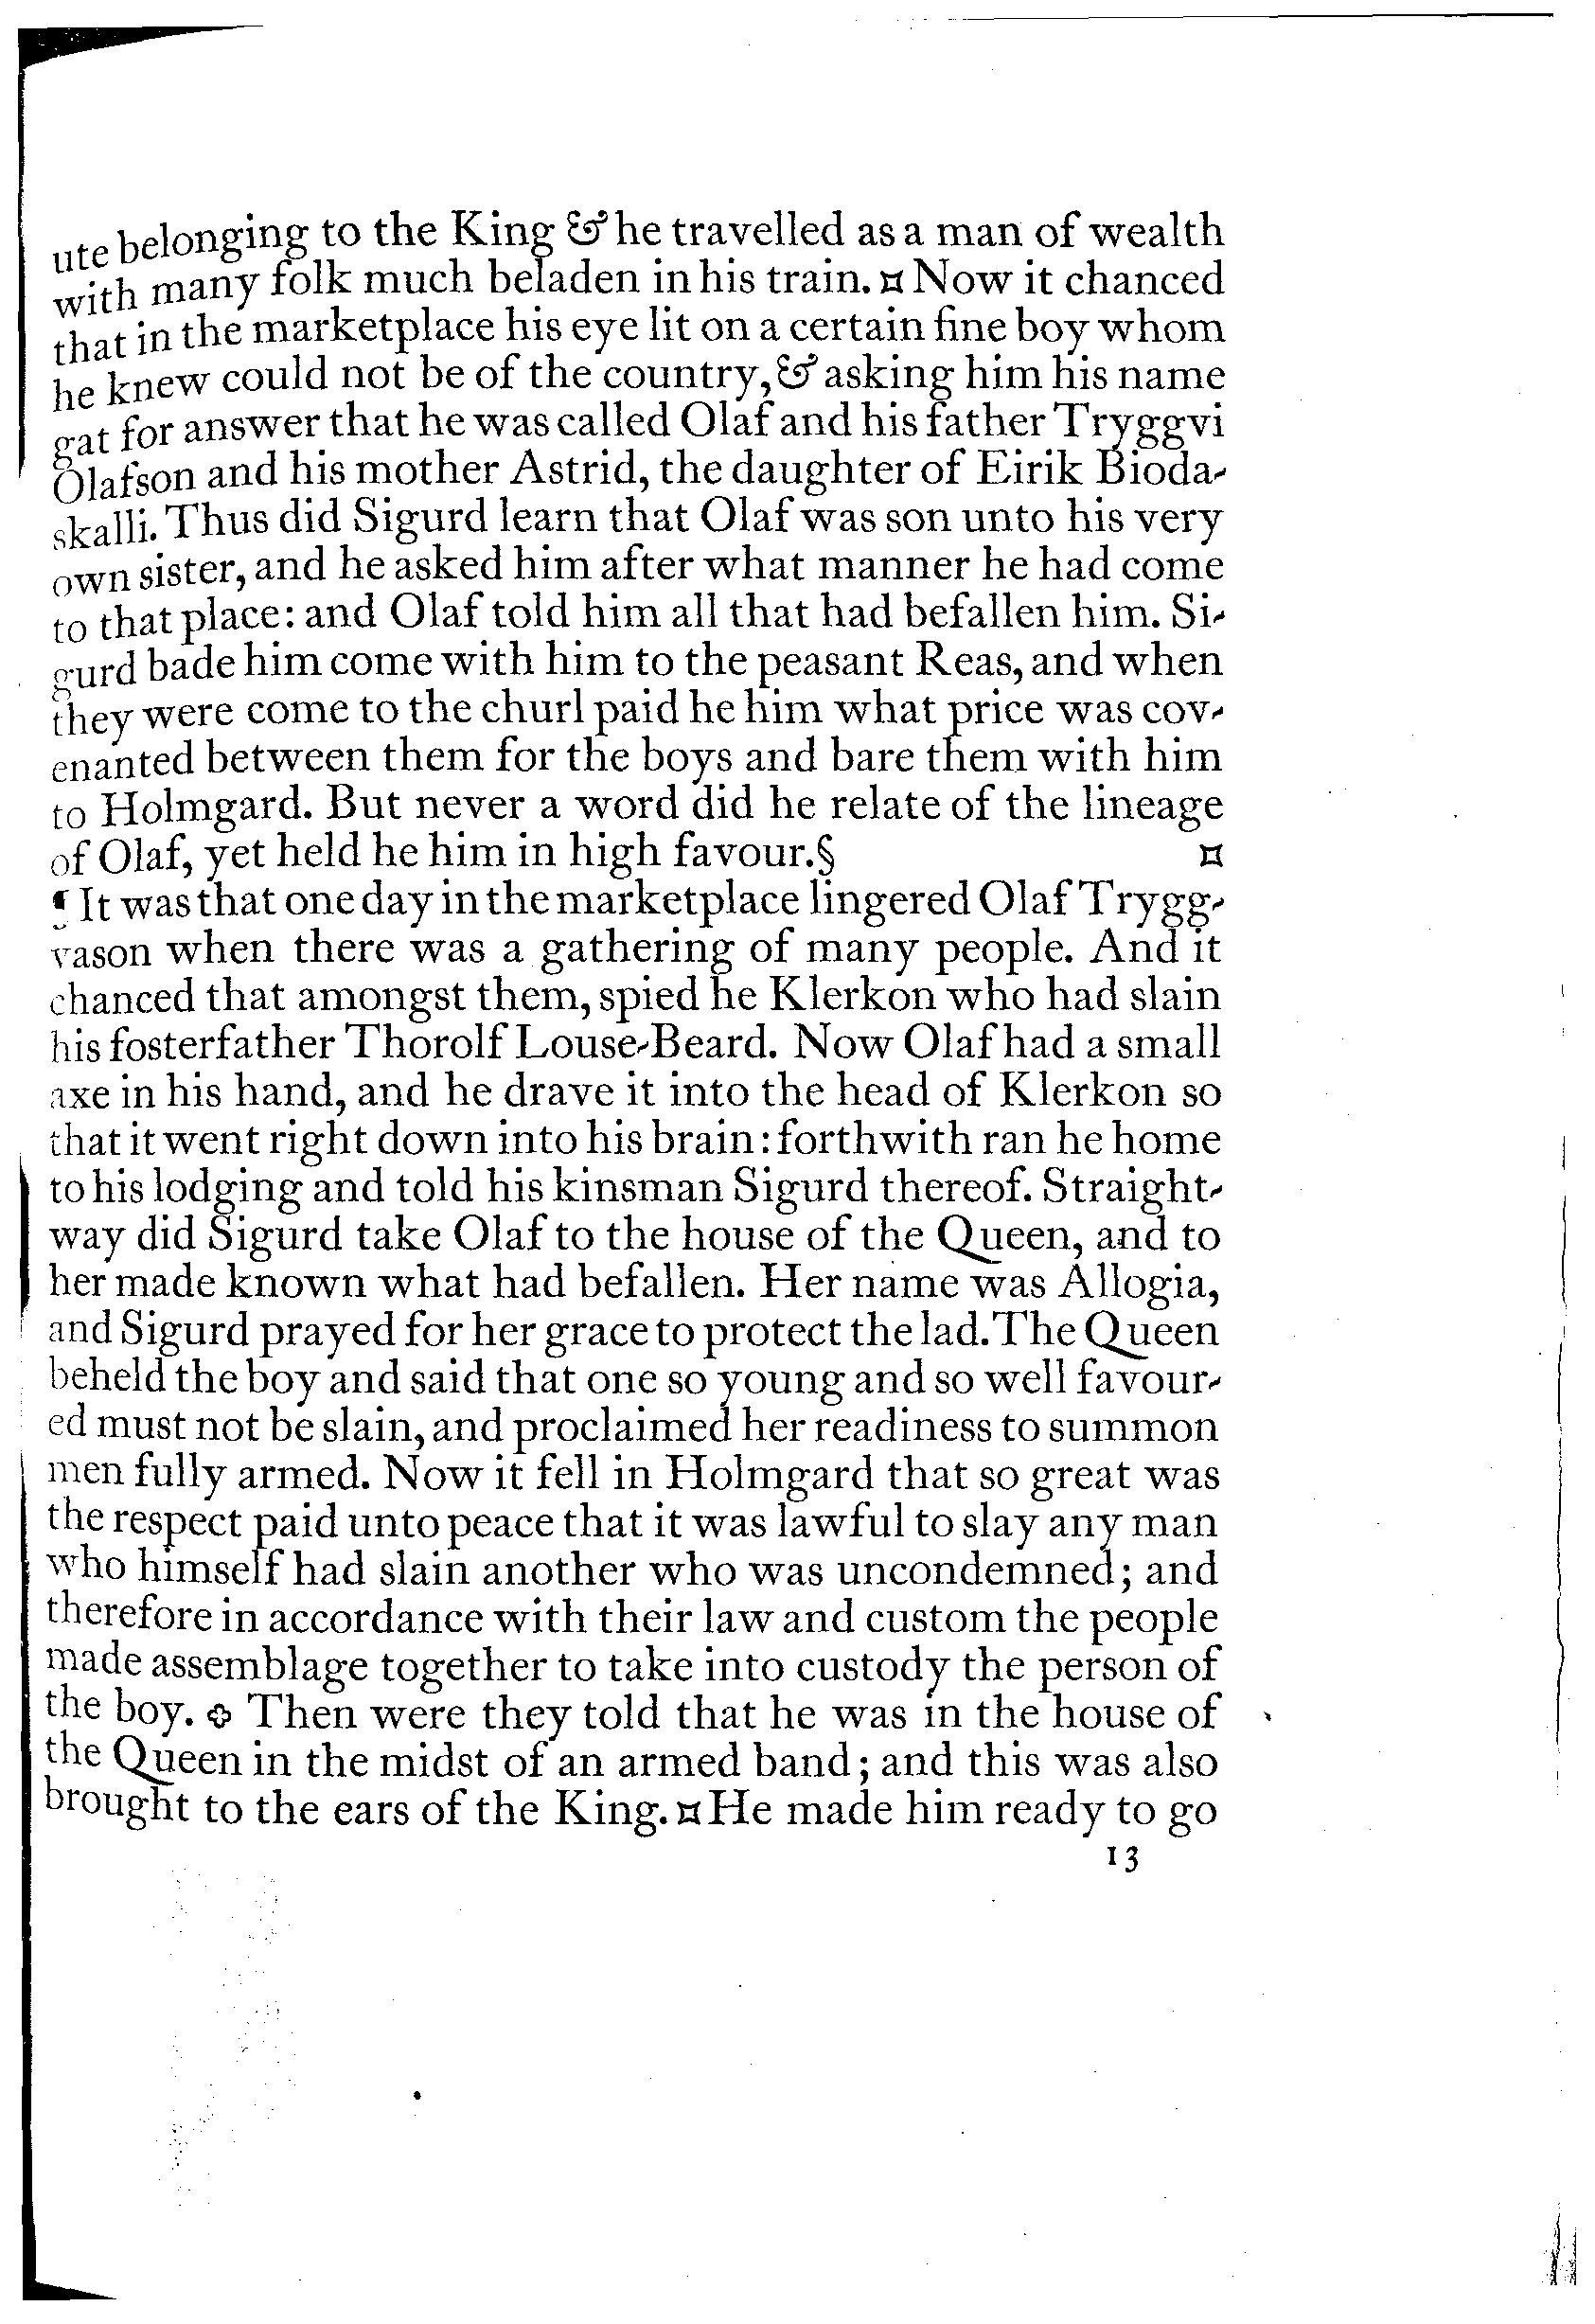 ute belonging to the King & he travelled as a man of wealth
with many folk much beladen in his train. ¤ Now it chanced
that in the marketplace his eye lit on a certain fine boy whom
he knew could not be of the country, & asking him his name
gat for answer that he was called Olaf and his father Tryggvi
Olafson and his mother Astrid, the daughter of Eirik Bioda-
skalli. Thus did Sigurd learn that Olaf was son unto his very
own sister, and he asked him after what manner he had come
to that place: and Olaf told him all that had befallen him. Si-
gurd bade him come with him to the peasant Reas, and when
they were come to the churl paid he him what price was cov-
enanted between them for the boys and bare them with him
to Holmgard. But never a word did he relate of the lineage
of Olaf, yet held he him in high favour.§ ¤
¶ It was that one day in the marketplace lingered Olaf Trygg-
vason when there was a gathering of many people. And it
chanced that amongst them, spied he Klerkon who had slain
his fosterfather Thorolf Louse-Beard. Now Olaf had a small
axe in his hand, and he drave it into the head of Klerkon so
that it went right down into his brain: forthwith ran he home
to his lodging and told his kinsman Sigurd thereof. Straight-
way did Sigurd take Olaf to the house of the Queen, and to
her made known what had befallen. Her name was Allogia,
and Sigurd prayed for her grace to protect the lad. The Queen
beheld the boy and said that one so young and so well favour-
ed must not be slain, and proclaimed her readiness to summon
men fully armed. Now it fell in Holmgard that so great was
the respect paid unto peace that it was lawful to slay any man
who himself had slain another who was uncondemned; and
therefore in accordance with their law and custom the people
made assemblage together to take into custody the person of
the boy. ⌖ Then were they told that he was in the house of
the Queen in the midst of an armed band; and this was also
brought to the ears of the King. ¤ He made him ready to go
13